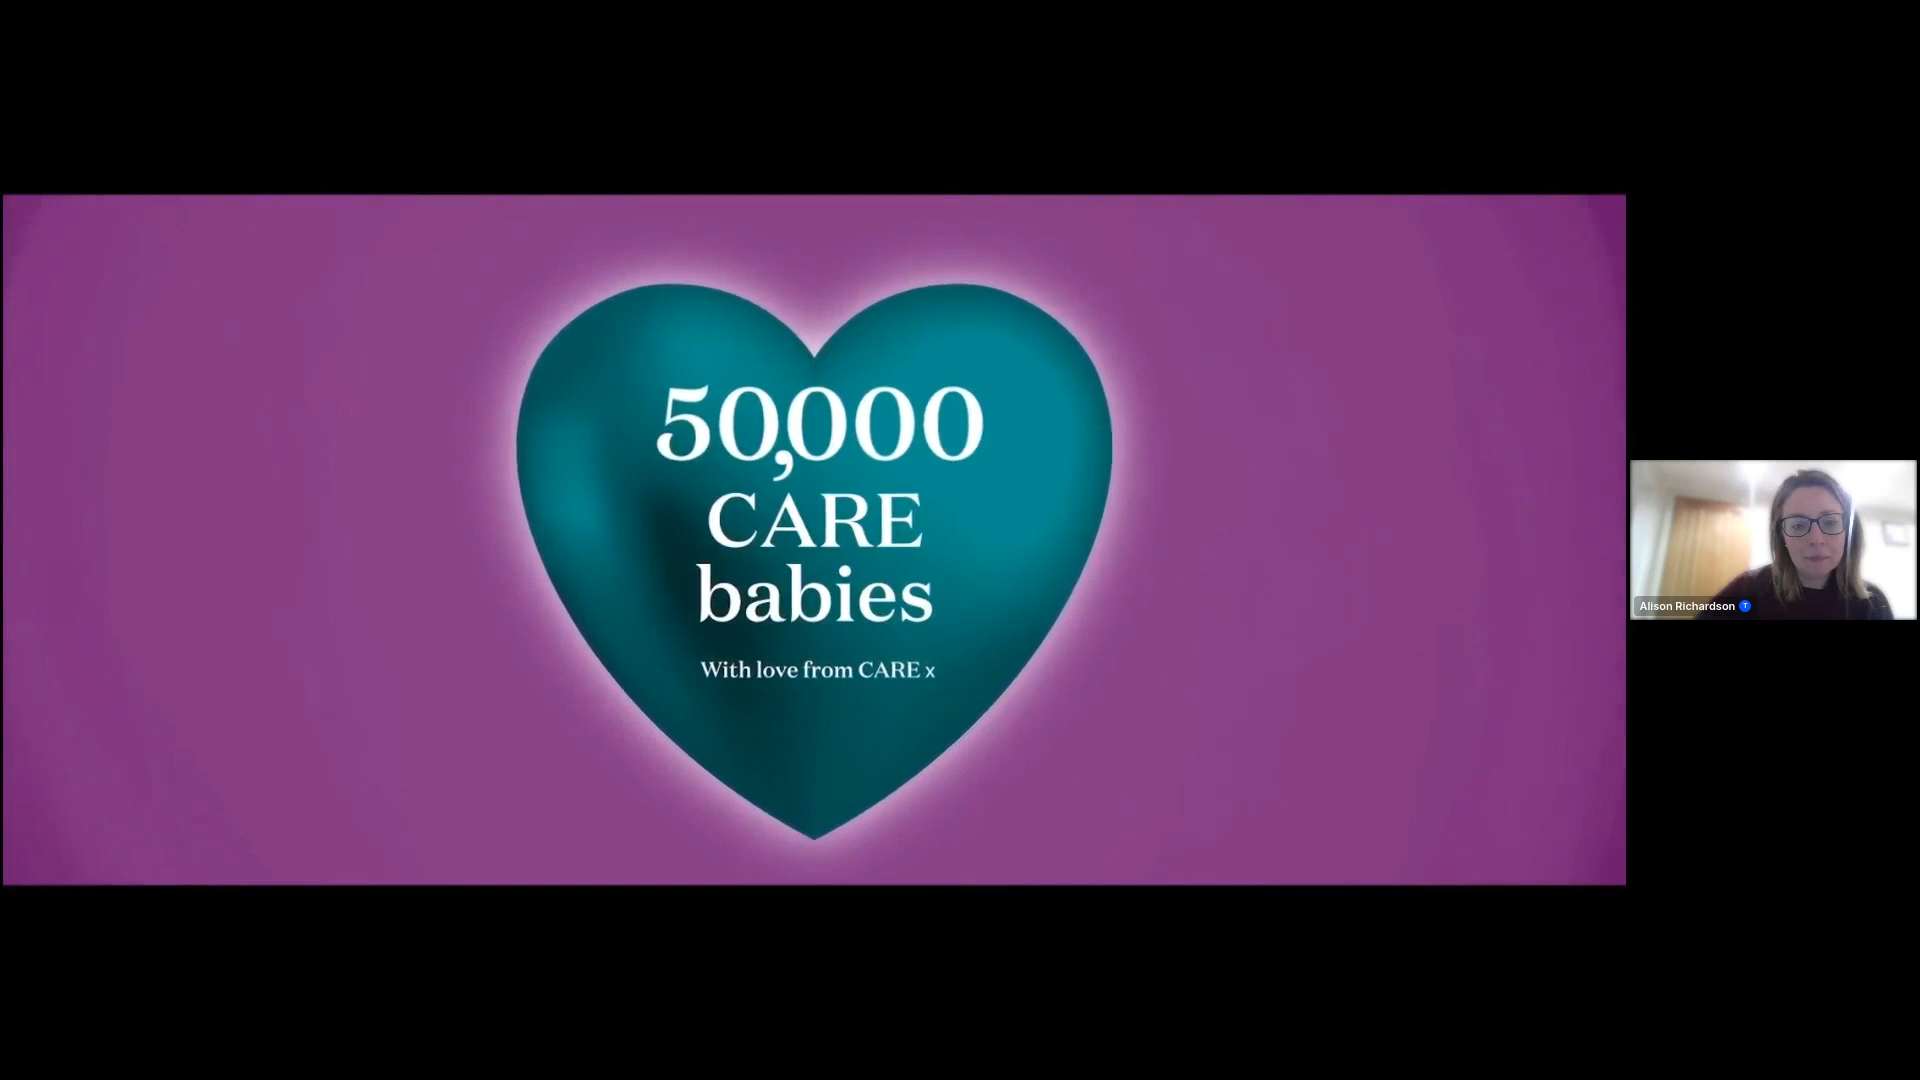 50,000
CARE
babies
With love from CARE x
Alison Richardson T